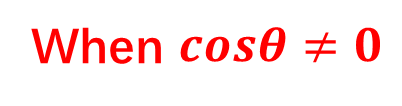 When cosθ ≠ 0